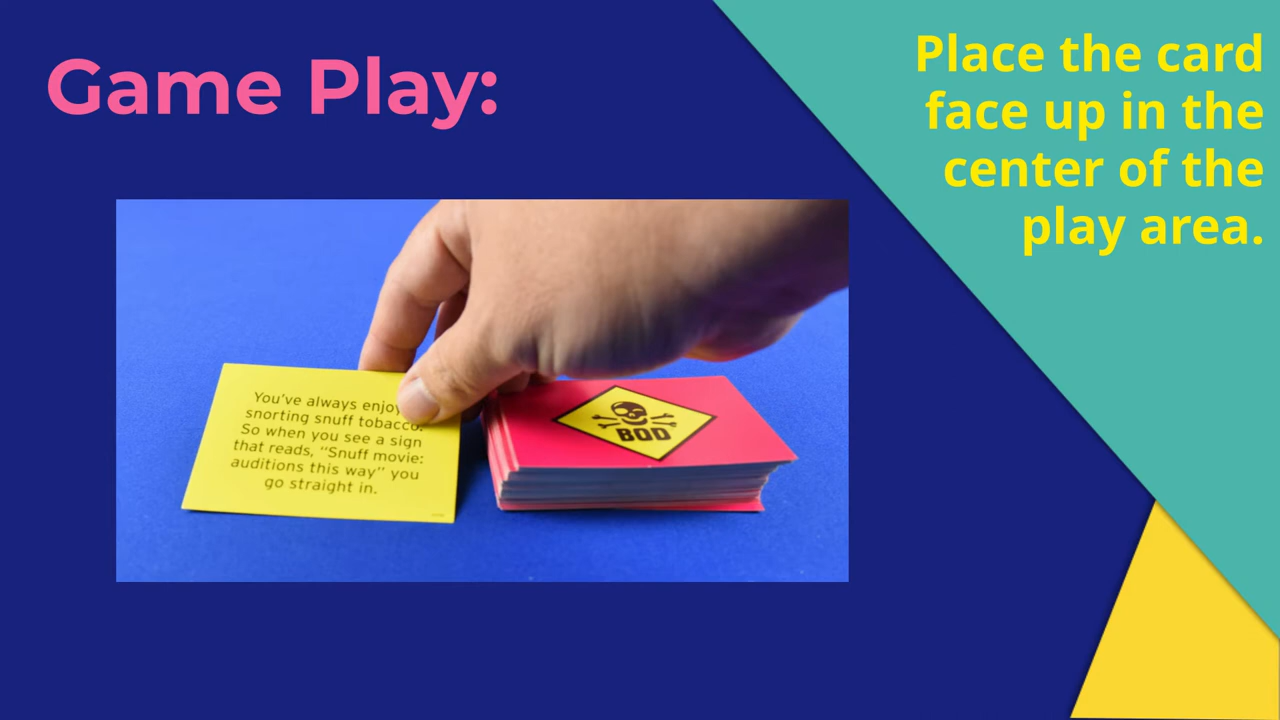 Game Play:
Place the card
face up in the
center of the
play area.
You've always enjoy
snorting snuff tobacco.
So when you see a sign
that reads, "Snuff movie:
auditions this way" you
go straight in.
BOD